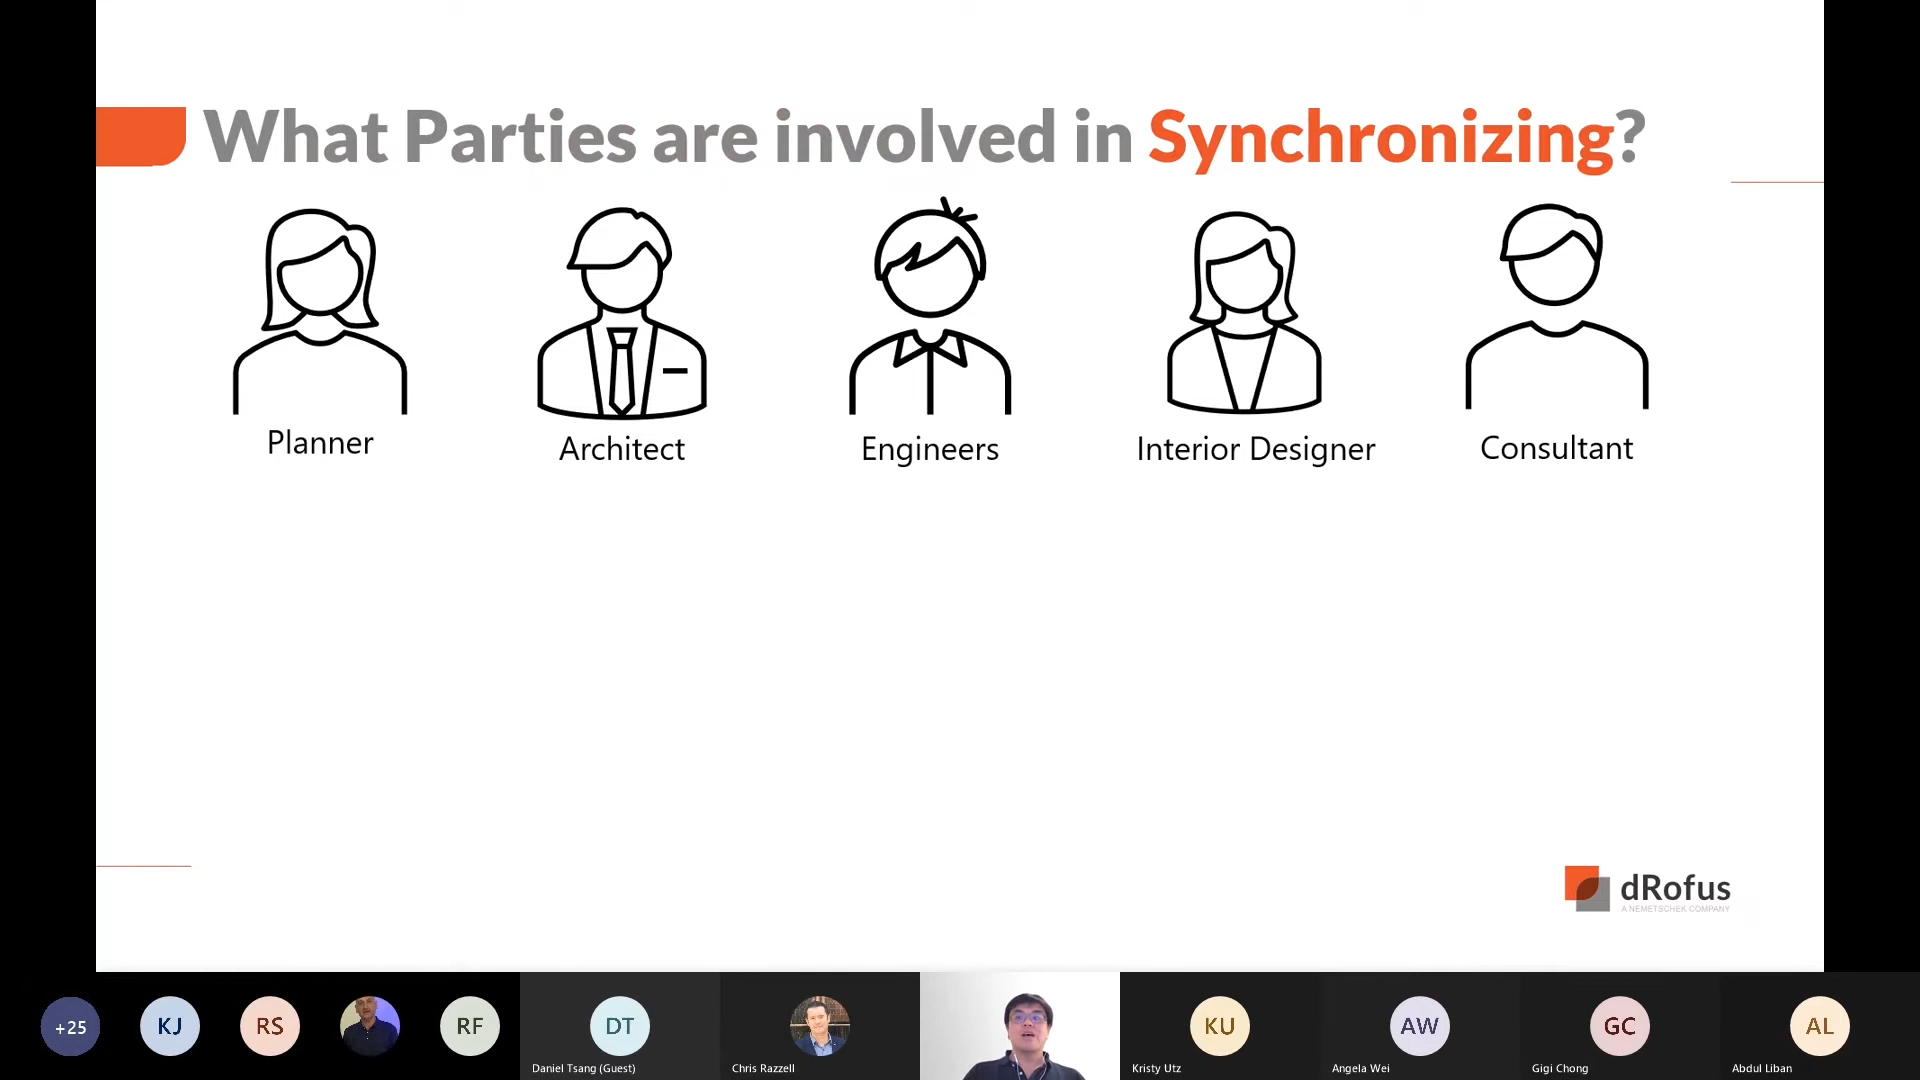 What Parties are involved in Synchronizing?
Planner
Architect
Engineers
Interior Designer
Consultant
dRofus
A NEMETSCHEK COMPANY
+25
KJ
RS
RF
DT
KU
AW
GC
AL
Daniel Tsang (Guest)
Chris Razzell
Kristy Utz
Angela Wei
Gigi Chong
Abdul Liban